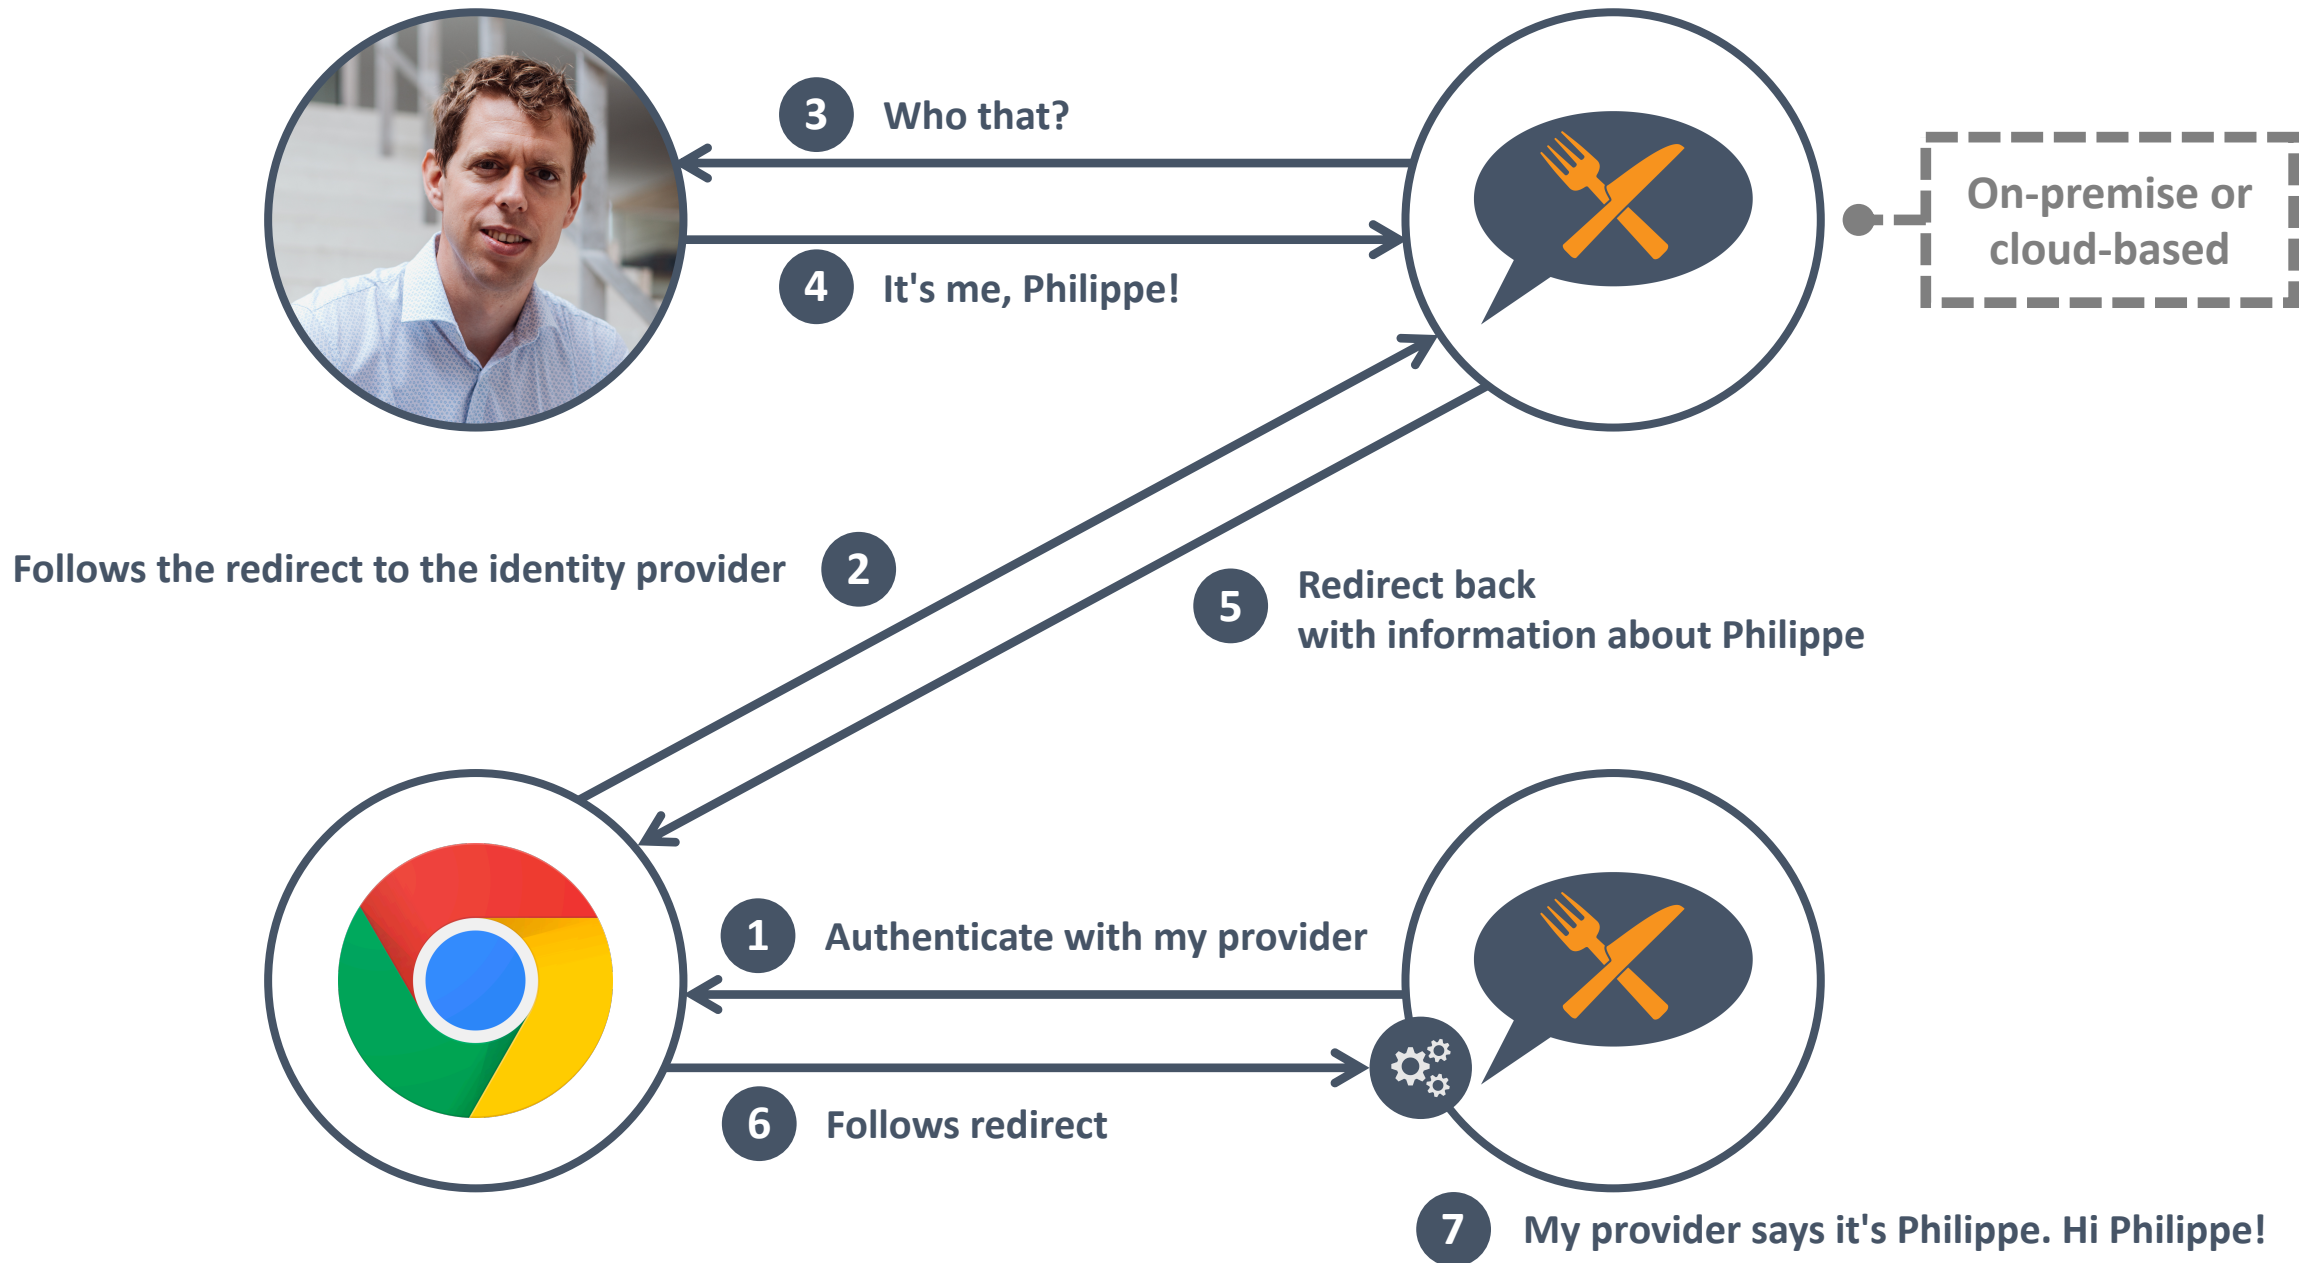 3 Who that?
On-premise or
cloud-based
4 It's me, Philippe!
Follows the redirect to the identity provider 2
5 Redirect back
with information about Philippe
1 Authenticate with my provider
6 Follows redirect
7 My provider says it's Philippe. Hi Philippe!